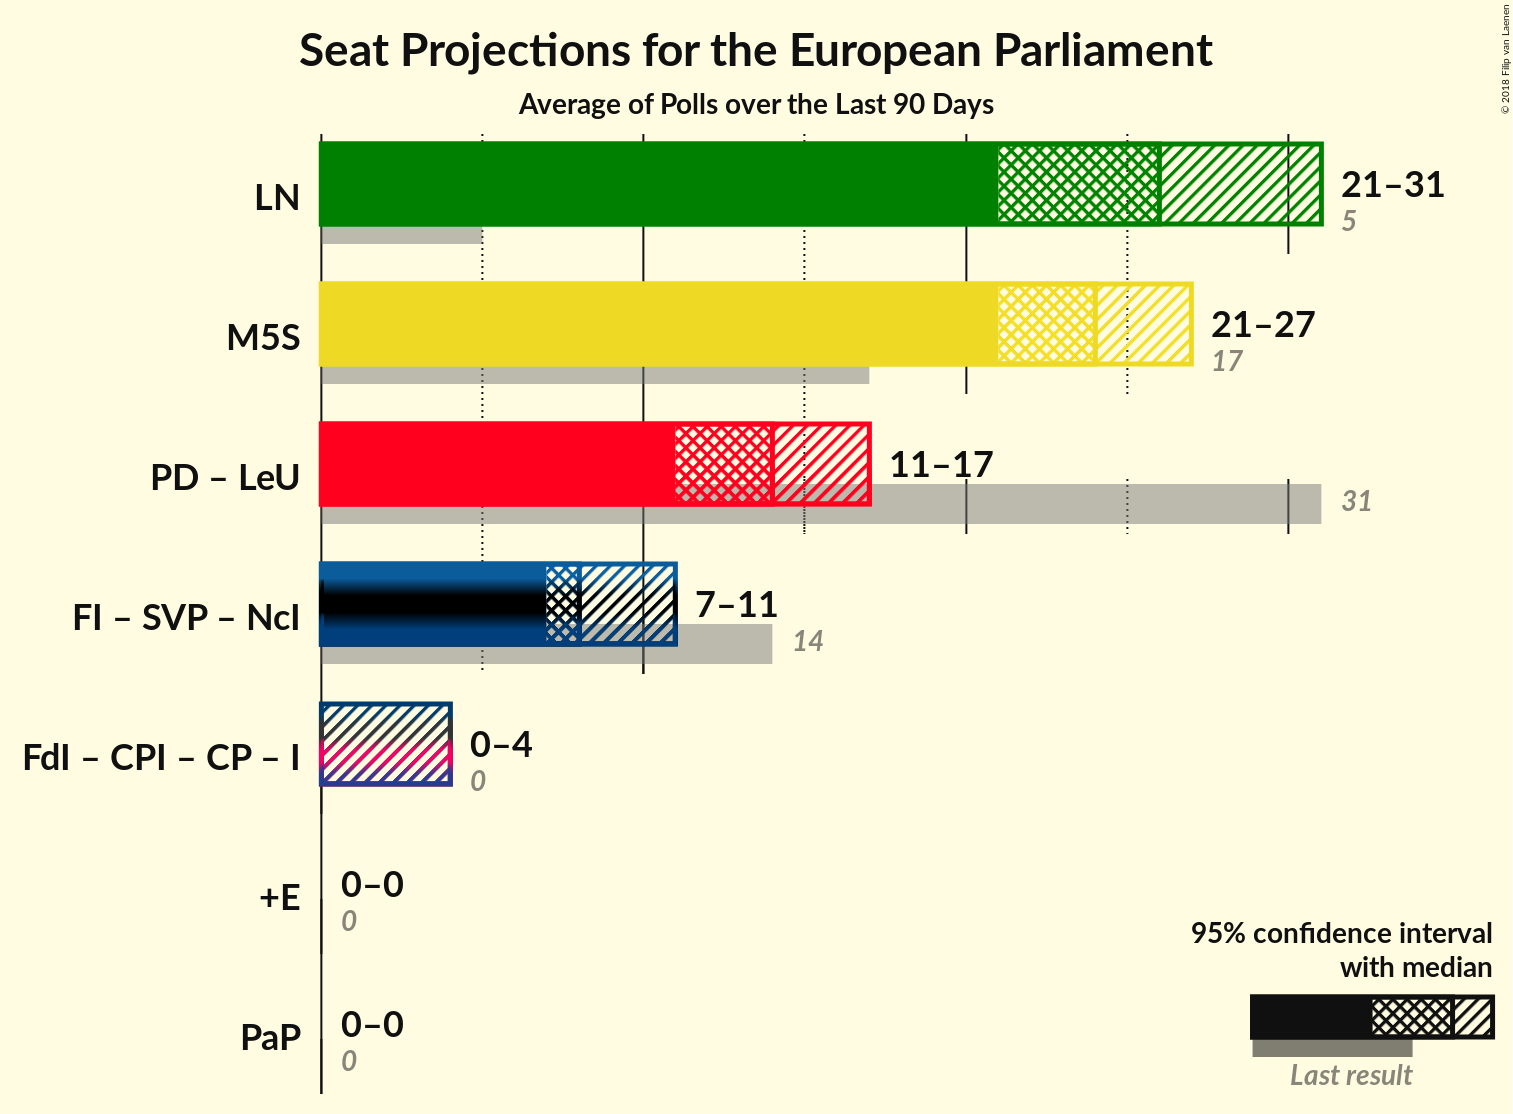 Seat Projections for the European Parliament
Average of Polls over the Last 90 Days
© 2018 Filip van Laenen
LN
21–31
5
M5S
21–27
17
PD – LeU
11–17
31
FI – SVP – NcI
7–11
14
FdI – CPI – CP – I
0–4
0
+E
0–0
0
PaP
0–0
0
95% confidence interval
with median
Last result